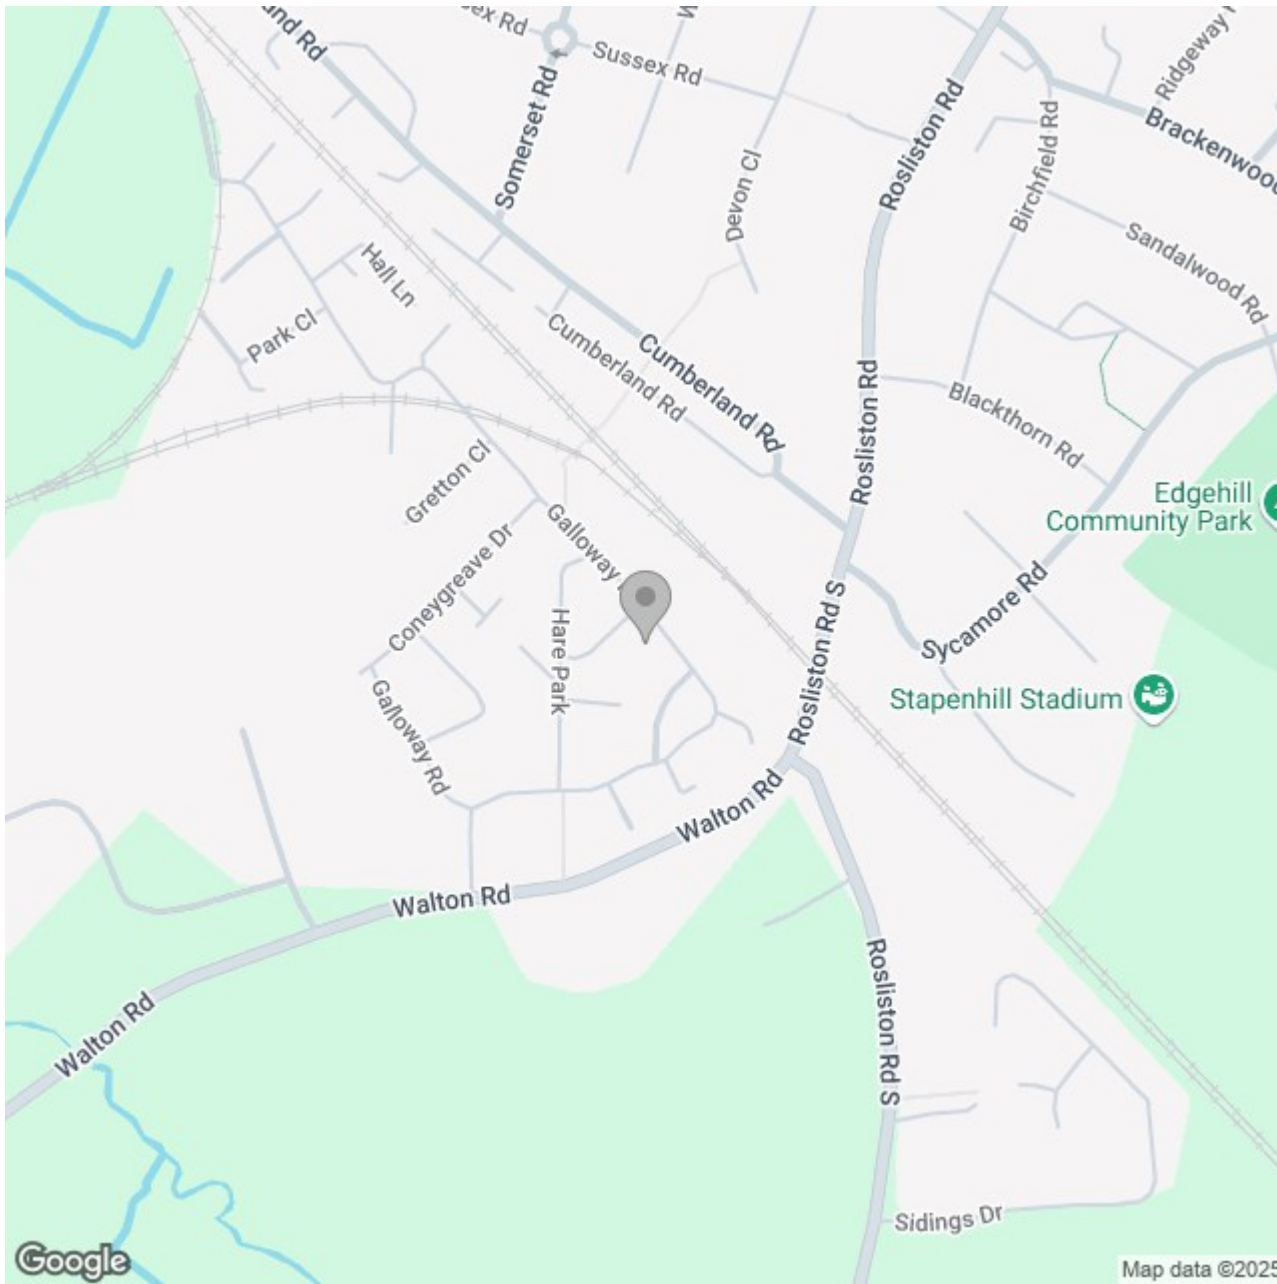 and Rd
sex Rd
Sussex Rd
Somerset Rd
Devon Cl
Rosliston Rd
Birchfield Rd
Ridgeway
Brackenwood
Sandalwood Rd
Hall Ln
Park Cl
Cumberland Rd
Cumberland Rd
Rosliston Rd
Blackthorn Rd
Gretton Cl
Edgehill
Community Park
Galloway
Coneygreave Dr
Hare Park
Rosliston Rd S
Sycamore Rd
Stapenhill Stadium
Galloway Rd
Walton Rd
Walton Rd
Rosliston Rd S
Walton Rd
Sidings Dr
Google
Map data ©2025